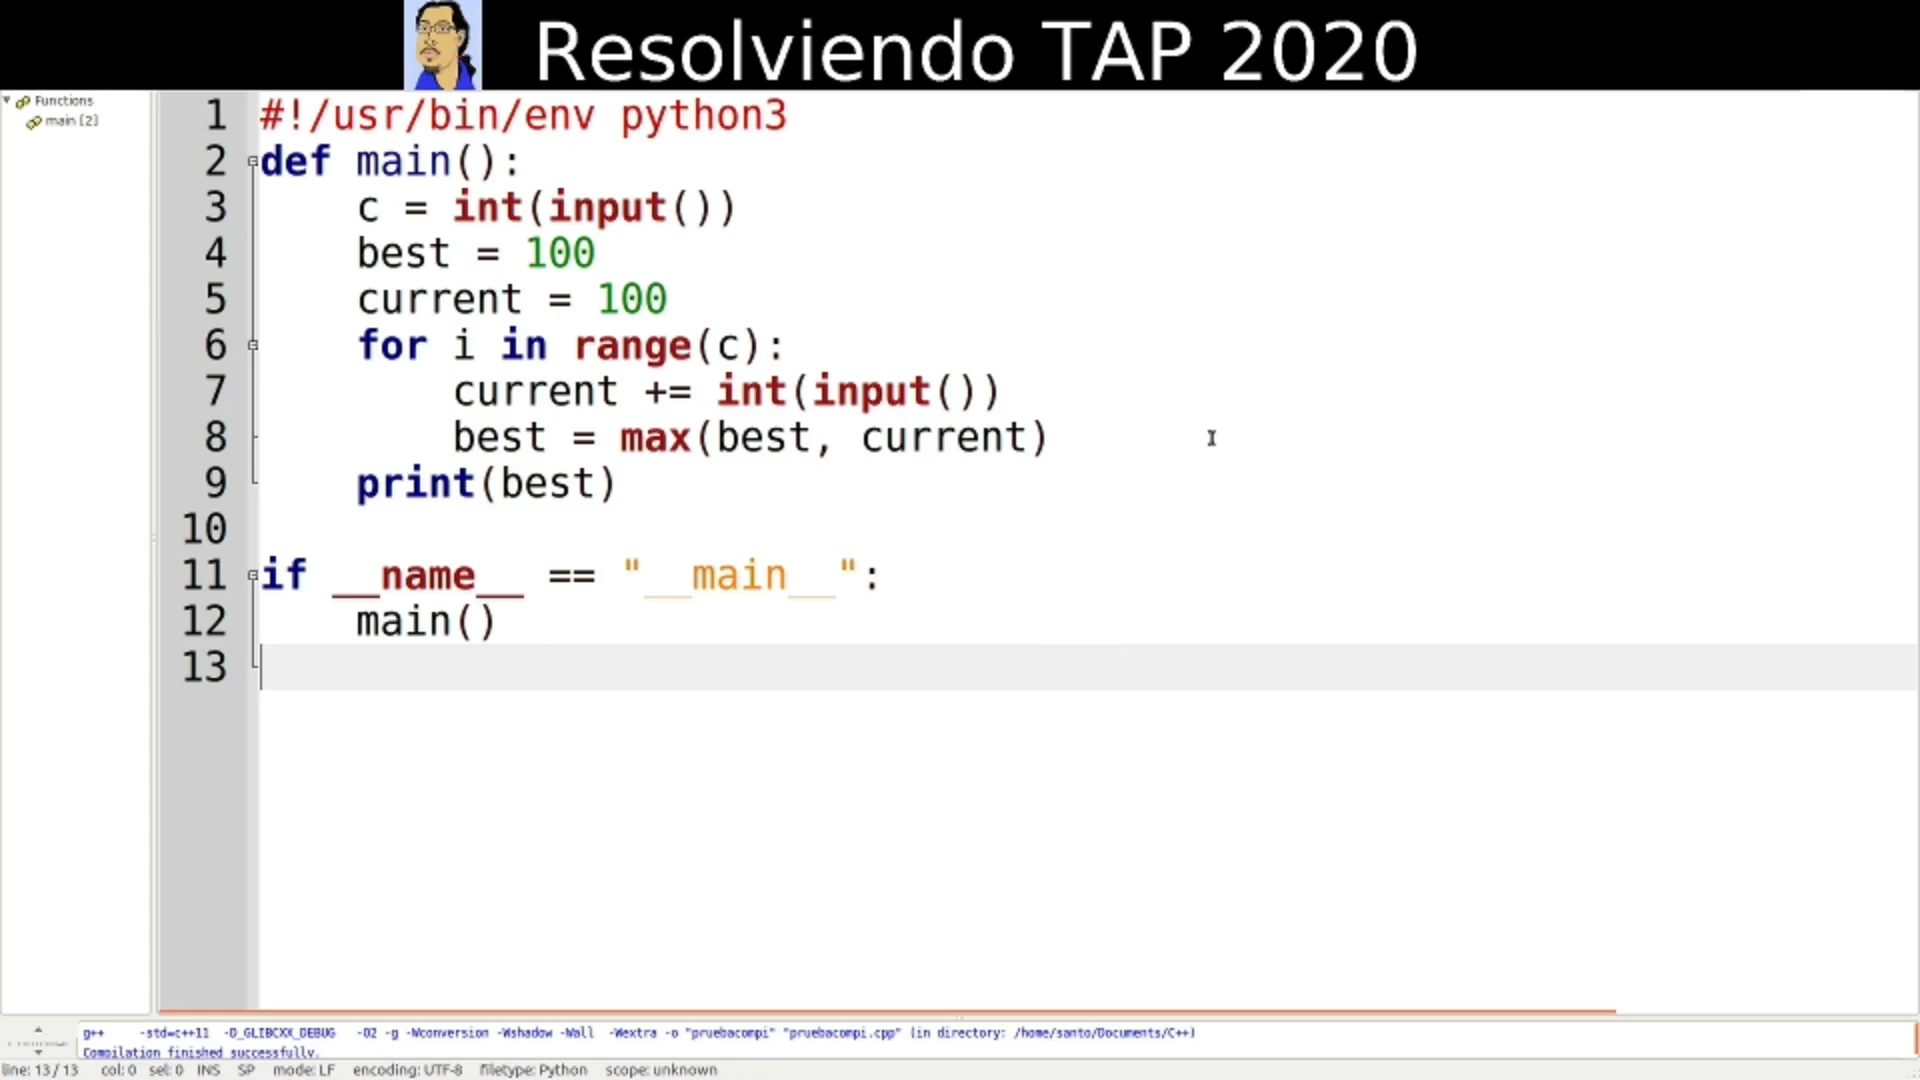 Resolviendo TAP 2020
Functions
main [2]
1 #!/usr/bin/env python3
2 def main():
3     c = int(input())
4     best = 100
5     current = 100
6     for i in range(c):
7         current += int(input())
8         best = max(best, current)
9     print(best)
10
11 if __name__ == "__main__":
12     main()
13
g++ -std=c++11 -D_GLIBCXX_DEBUG -O2 -g -Wconversion -Wshadow -Wall -Wextra -o "pruebacompi" "pruebacompi.cpp" (in directory: /home/santo/Documents/C++)
Compilation finished successfully.
line: 13 / 13 col: 0 sel: 0 INS SP mode: LF encoding: UTF-8 filetype: Python scope: unknown